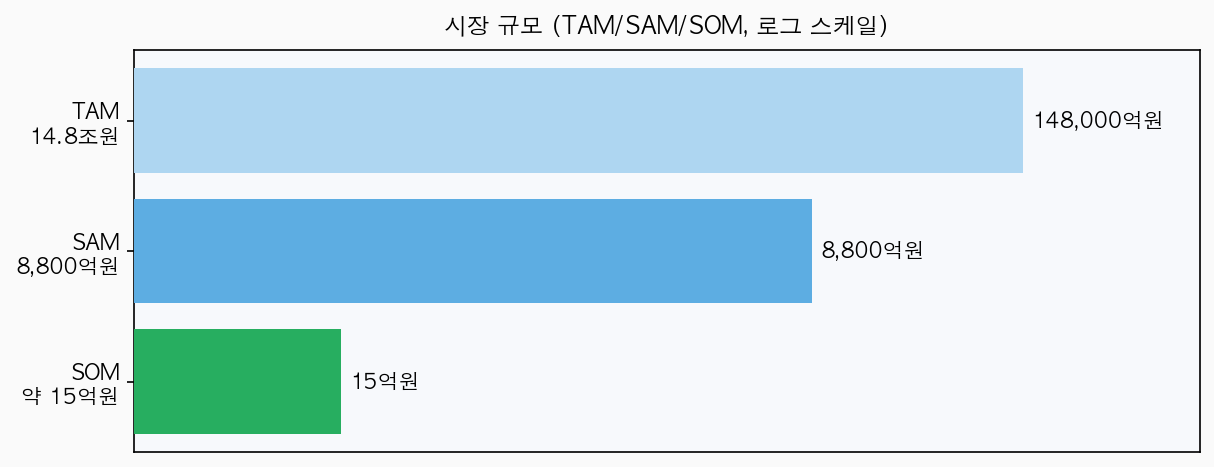 시장 규모 (TAM/SAM/SOM, 로그 스케일)
TAM
14.8조원
148,000억원
SAM
8,800억원
8,800억원
SOM
약 15억원
15억원